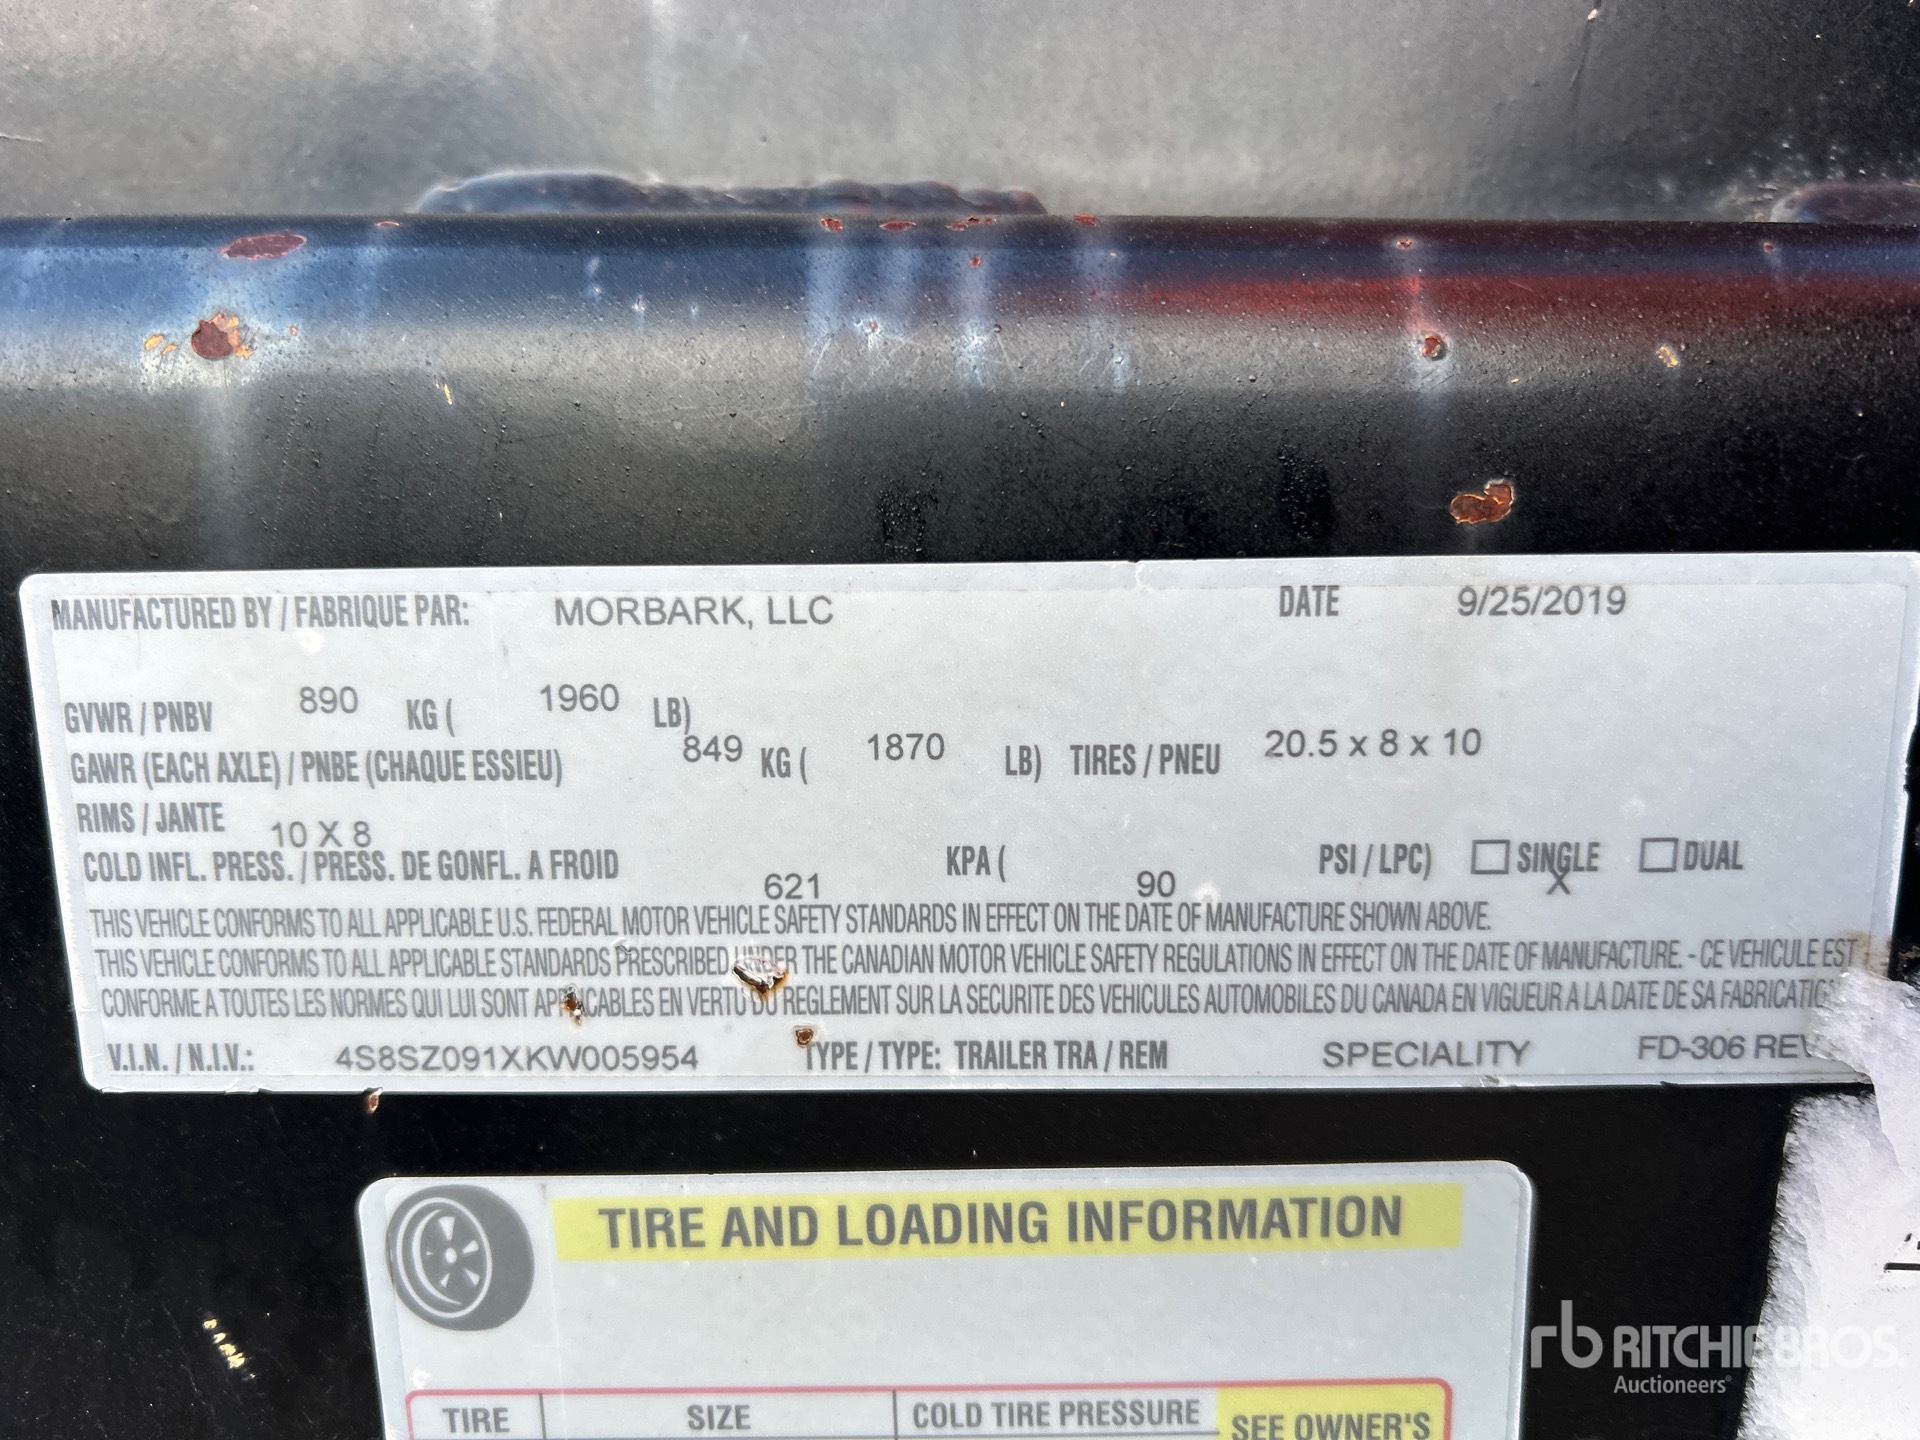 MANUFACTURED BY / FABRIQUE PAR: MORBARK, LLC DATE 9/25/2019
GVWR / PNBV 890 KG ( 1960 LB)
GAWR (EACH AXLE) / PNBE (CHAQUE ESSIEU) 849 KG ( 1870 LB) TIRES / PNEU 20.5 x 8 x 10
RIMS / JANTE 10 X 8
COLD INFL. PRESS. / PRESS. DE GONFL. A FROID 621 KPA ( 90 PSI / LPC) ☐ SINGLE X ☐ DUAL
THIS VEHICLE CONFORMS TO ALL APPLICABLE U.S. FEDERAL MOTOR VEHICLE SAFETY STANDARDS IN EFFECT ON THE DATE OF MANUFACTURE SHOWN ABOVE.
THIS VEHICLE CONFORMS TO ALL APPLICABLE STANDARDS PRESCRIBED UNDER THE CANADIAN MOTOR VEHICLE SAFETY REGULATIONS IN EFFECT ON THE DATE OF MANUFACTURE. - CE VEHICULE EST
CONFORME A TOUTES LES NORMES QUI LUI SONT APPLICABLES EN VERTU DU REGLEMENT SUR LA SECURITE DES VEHICULES AUTOMOBILES DU CANADA EN VIGUEUR A LA DATE DE SA
V.I.N. / N.I.V.: 4S8SZ091XKW005954 TYPE / TYPE: TRAILER TRA / REM SPECIALITY FD-306 REV
TIRE AND LOADING INFORMATION
TIRE SIZE COLD TIRE PRESSURE SEE OWNER'S
rb RITCHIE BROS.
Auctioneers